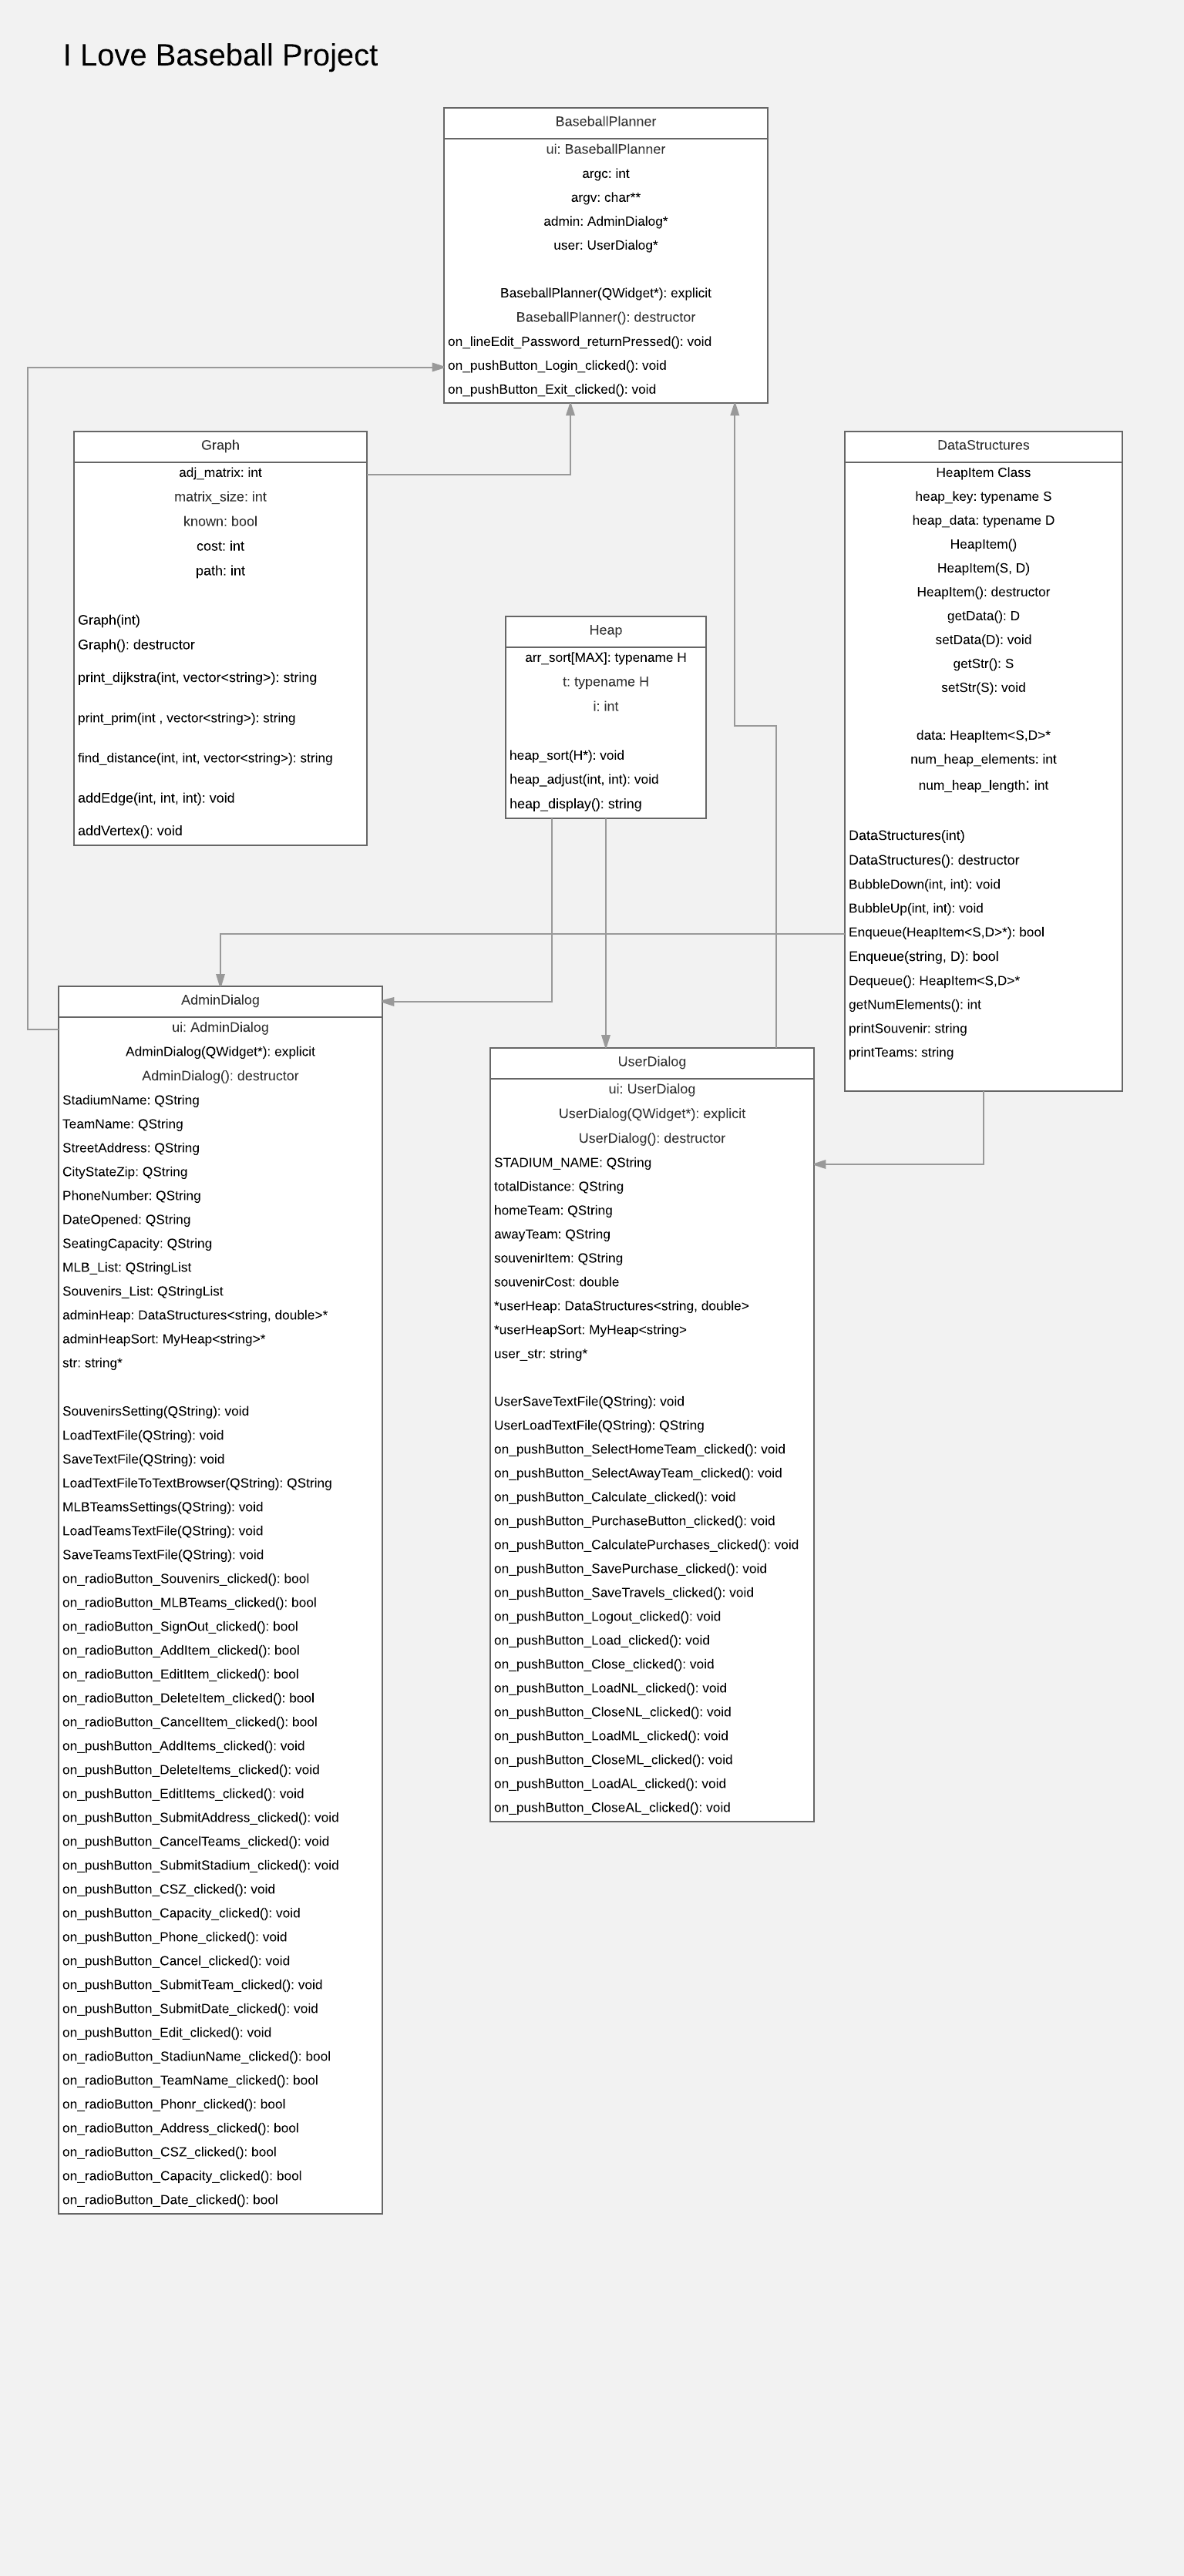 I Love Baseball Project
BaseballPlanner
ui: BaseballPlanner
argc: int
argv: char**
admin: AdminDialog*
user: UserDialog*
BaseballPlanner(QWidget*): explicit
BaseballPlanner(): destructor
on_lineEdit_Password_returnPressed(): void
on_pushButton_Login_clicked(): void
on_pushButton_Exit_clicked(): void
Graph
adj_matrix: int
matrix_size: int
known: bool
cost: int
path: int
Graph(int)
Graph(): destructor
print_dijkstra(int, vector<string>): string
print_prim(int , vector<string>): string
find_distance(int, int, vector<string>): string
addEdge(int, int, int): void
addVertex(): void
Heap
arr_sort[MAX]: typename H
t: typename H
i: int
heap_sort(H*): void
heap_adjust(int, int): void
heap_display(): string
DataStructures
HeapItem Class
heap_key: typename S
heap_data: typename D
HeapItem()
HeapItem(S, D)
HeapItem(): destructor
getData(): D
setData(D): void
getStr(): S
setStr(S): void
data: HeapItem<S,D>*
num_heap_elements: int
num_heap_length: int
DataStructures(int)
DataStructures(): destructor
BubbleDown(int, int): void
BubbleUp(int, int): void
Enqueue(HeapItem<S,D>*): bool
Enqueue(string, D): bool
Dequeue(): HeapItem<S,D>*
getNumElements(): int
printSouvenir: string
printTeams: string
AdminDialog
ui: AdminDialog
AdminDialog(QWidget*): explicit
AdminDialog(): destructor
StadiumName: QString
TeamName: QString
StreetAddress: QString
CityStateZip: QString
PhoneNumber: QString
DateOpened: QString
SeatingCapacity: QString
MLB_List: QStringList
Souvenirs_List: QStringList
adminHeap: DataStructures<string, double>*
adminHeapSort: MyHeap<string>*
str: string*
SouvenirsSetting(QString): void
LoadTextFile(QString): void
SaveTextFile(QString): void
LoadTextFileToTextBrowser(QString): QString
MLBTeamsSettings(QString): void
LoadTeamsTextFile(QString): void
SaveTeamsTextFile(QString): void
on_radioButton_Souvenirs_clicked(): bool
on_radioButton_MLBTeams_clicked(): bool
on_radioButton_SignOut_clicked(): bool
on_radioButton_AddItem_clicked(): bool
on_radioButton_EditItem_clicked(): bool
on_radioButton_DeleteItem_clicked(): bool
on_radioButton_CancelItem_clicked(): bool
on_pushButton_AddItems_clicked(): void
on_pushButton_DeleteItems_clicked(): void
on_pushButton_EditItems_clicked(): void
on_pushButton_SubmitAddress_clicked(): void
on_pushButton_CancelTeams_clicked(): void
on_pushButton_SubmitStadium_clicked(): void
on_pushButton_CSZ_clicked(): void
on_pushButton_Capacity_clicked(): void
on_pushButton_Phone_clicked(): void
on_pushButton_Cancel_clicked(): void
on_pushButton_SubmitTeam_clicked(): void
on_pushButton_SubmitDate_clicked(): void
on_pushButton_Edit_clicked(): void
on_radioButton_StadiunName_clicked(): bool
on_radioButton_TeamName_clicked(): bool
on_radioButton_Phonr_clicked(): bool
on_radioButton_Address_clicked(): bool
on_radioButton_CSZ_clicked(): bool
on_radioButton_Capacity_clicked(): bool
on_radioButton_Date_clicked(): bool
UserDialog
ui: UserDialog
UserDialog(QWidget*): explicit
UserDialog(): destructor
STADIUM_NAME: QString
totalDistance: QString
homeTeam: QString
awayTeam: QString
souvenirItem: QString
souvenirCost: double
*userHeap: DataStructures<string, double>
*userHeapSort: MyHeap<string>
user_str: string*
UserSaveTextFile(QString): void
UserLoadTextFile(QString): QString
on_pushButton_SelectHomeTeam_clicked(): void
on_pushButton_SelectAwayTeam_clicked(): void
on_pushButton_Calculate_clicked(): void
on_pushButton_PurchaseButton_clicked(): void
on_pushButton_CalculatePurchases_clicked(): void
on_pushButton_SavePurchase_clicked(): void
on_pushButton_SaveTravels_clicked(): void
on_pushButton_Logout_clicked(): void
on_pushButton_Load_clicked(): void
on_pushButton_Close_clicked(): void
on_pushButton_LoadNL_clicked(): void
on_pushButton_CloseNL_clicked(): void
on_pushButton_LoadML_clicked(): void
on_pushButton_CloseML_clicked(): void
on_pushButton_LoadAL_clicked(): void
on_pushButton_CloseAL_clicked(): void